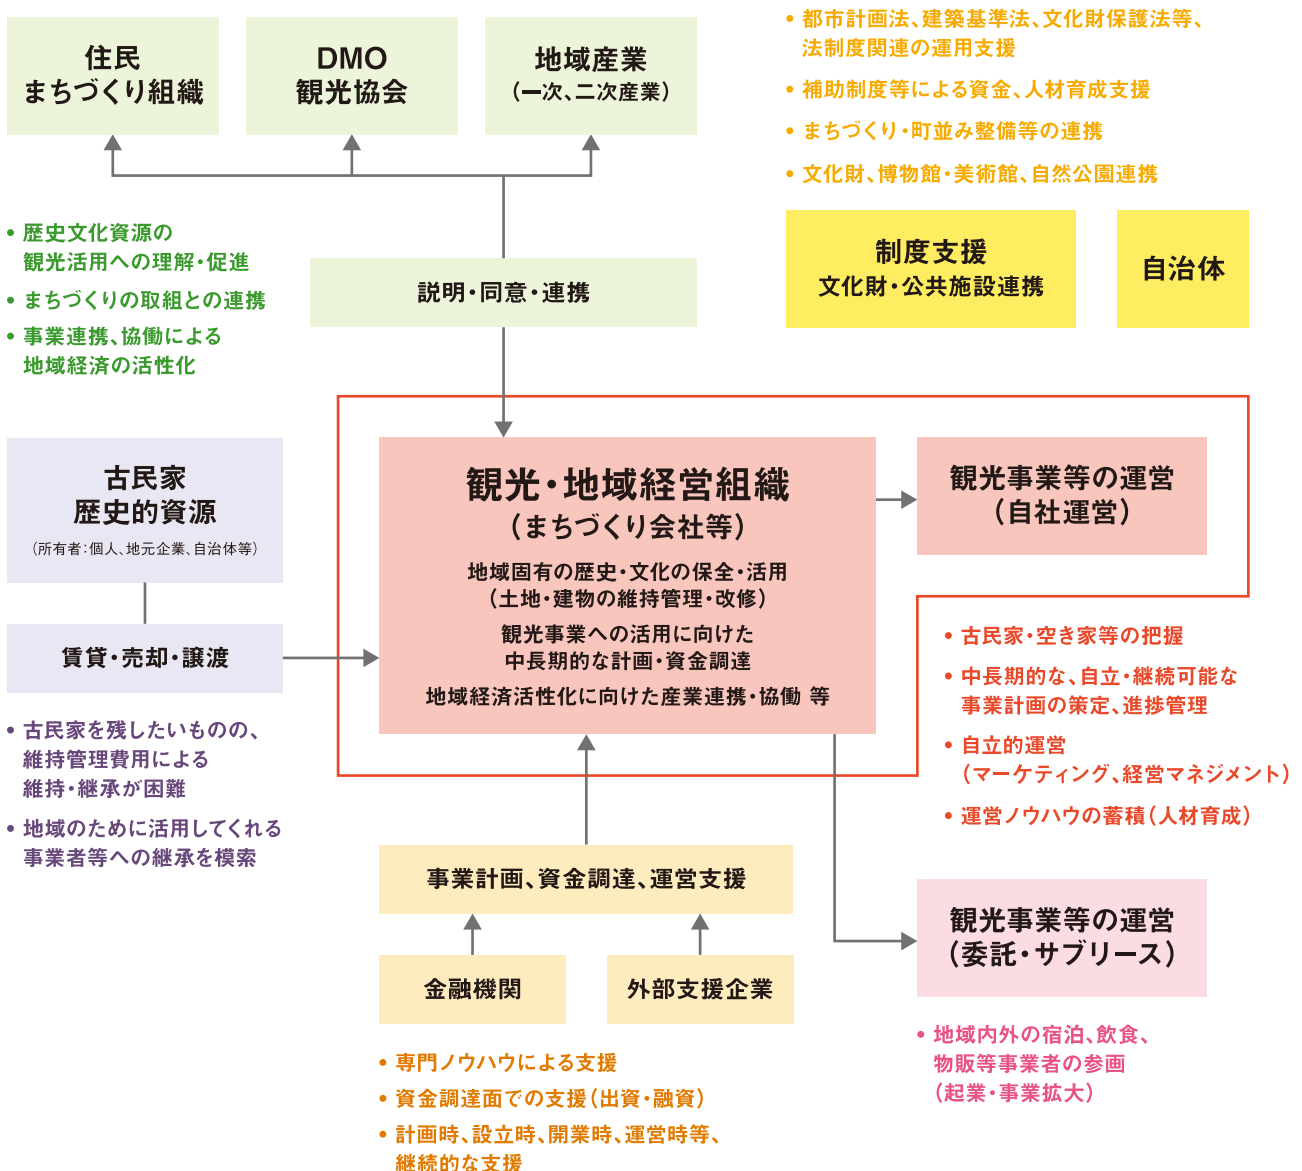 住民
まちづくり組織
DMO
観光協会
地域産業
（一次、二次産業）
• 都市計画法、建築基準法、文化財保護法等、
法制度関連の運用支援
• 補助制度等による資金、人材育成支援
• まちづくり・町並み整備等の連携
• 文化財、博物館・美術館、自然公園連携
• 歴史文化資源の
観光活用への理解・促進
• まちづくりの取組との連携
• 事業連携、協働による
地域経済の活性化
説明・同意・連携
制度支援
文化財・公共施設連携
自治体
古民家
歴史的資源
（所有者：個人、地元企業、自治体等）
賃貸・売却・譲渡
• 古民家を残したいものの、
維持管理費用による
維持・継承が困難
• 地域のために活用してくれる
事業者等への継承を模索
観光・地域経営組織
（まちづくり会社等）
地域固有の歴史・文化の保全・活用
（土地・建物の維持管理・改修）
観光事業への活用に向けた
中長期的な計画・資金調達
地域経済活性化に向けた産業連携・協働 等
観光事業等の運営
（自社運営）
• 古民家・空き家等の把握
• 中長期的な、自立・継続可能な
事業計画の策定、進捗管理
• 自立的運営
（マーケティング、経営マネジメント）
• 運営ノウハウの蓄積（人材育成）
事業計画、資金調達、運営支援
金融機関
外部支援企業
• 専門ノウハウによる支援
• 資金調達面での支援（出資・融資）
• 計画時、設立時、開業時、運営時等、
継続的な支援
観光事業等の運営
（委託・サブリース）
• 地域内外の宿泊、飲食、
物販等事業者の参画
（起業・事業拡大）